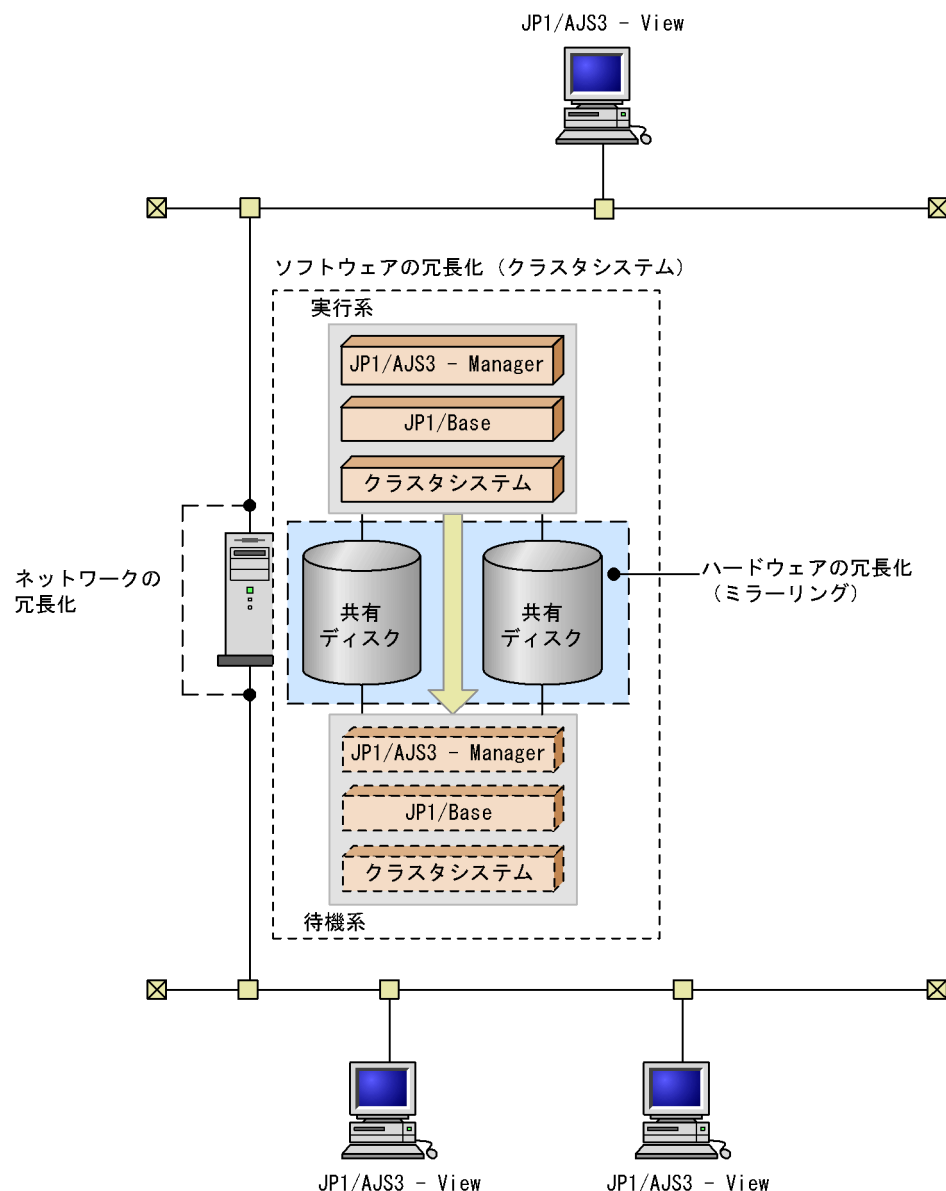 JP1/AJS3 - View
ソフトウェアの冗長化（クラスタシステム）
実行系
JP1/AJS3 - Manager
JP1/Base
クラスタシステム
ネットワークの
冗長化
共有
ディスク
共有
ディスク
ハードウェアの冗長化
（ミラーリング）
JP1/AJS3 - Manager
JP1/Base
クラスタシステム
待機系
JP1/AJS3 - View
JP1/AJS3 - View